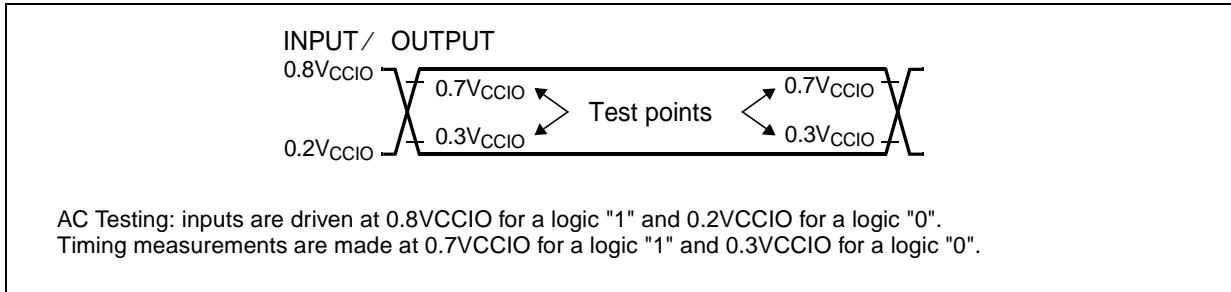 INPUT/ OUTPUT
0.8VCCIO
0.7VCCIO
0.7VCCIO
Test points
0.3VCCIO
0.3VCCIO
0.2VCCIO
AC Testing: inputs are driven at 0.8VCCIO for a logic "1" and 0.2VCCIO for a logic "0".
Timing measurements are made at 0.7VCCIO for a logic "1" and 0.3VCCIO for a logic "0".